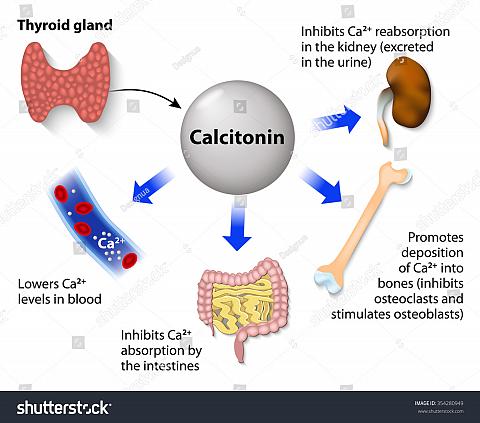 Thyroid gland
Inhibits Ca²⁺ reabsorption
in the kidney (excreted
in the urine)
Calcitonin
Ca²⁺
Lowers Ca²⁺
levels in blood
Promotes
deposition
of Ca²⁺ into
bones (inhibits
osteoclasts and
stimulates osteoblasts)
Inhibits Ca²⁺
absorption by
the intestines
shutterstock
IMAGE ID: 354280949
www.shutterstock.com